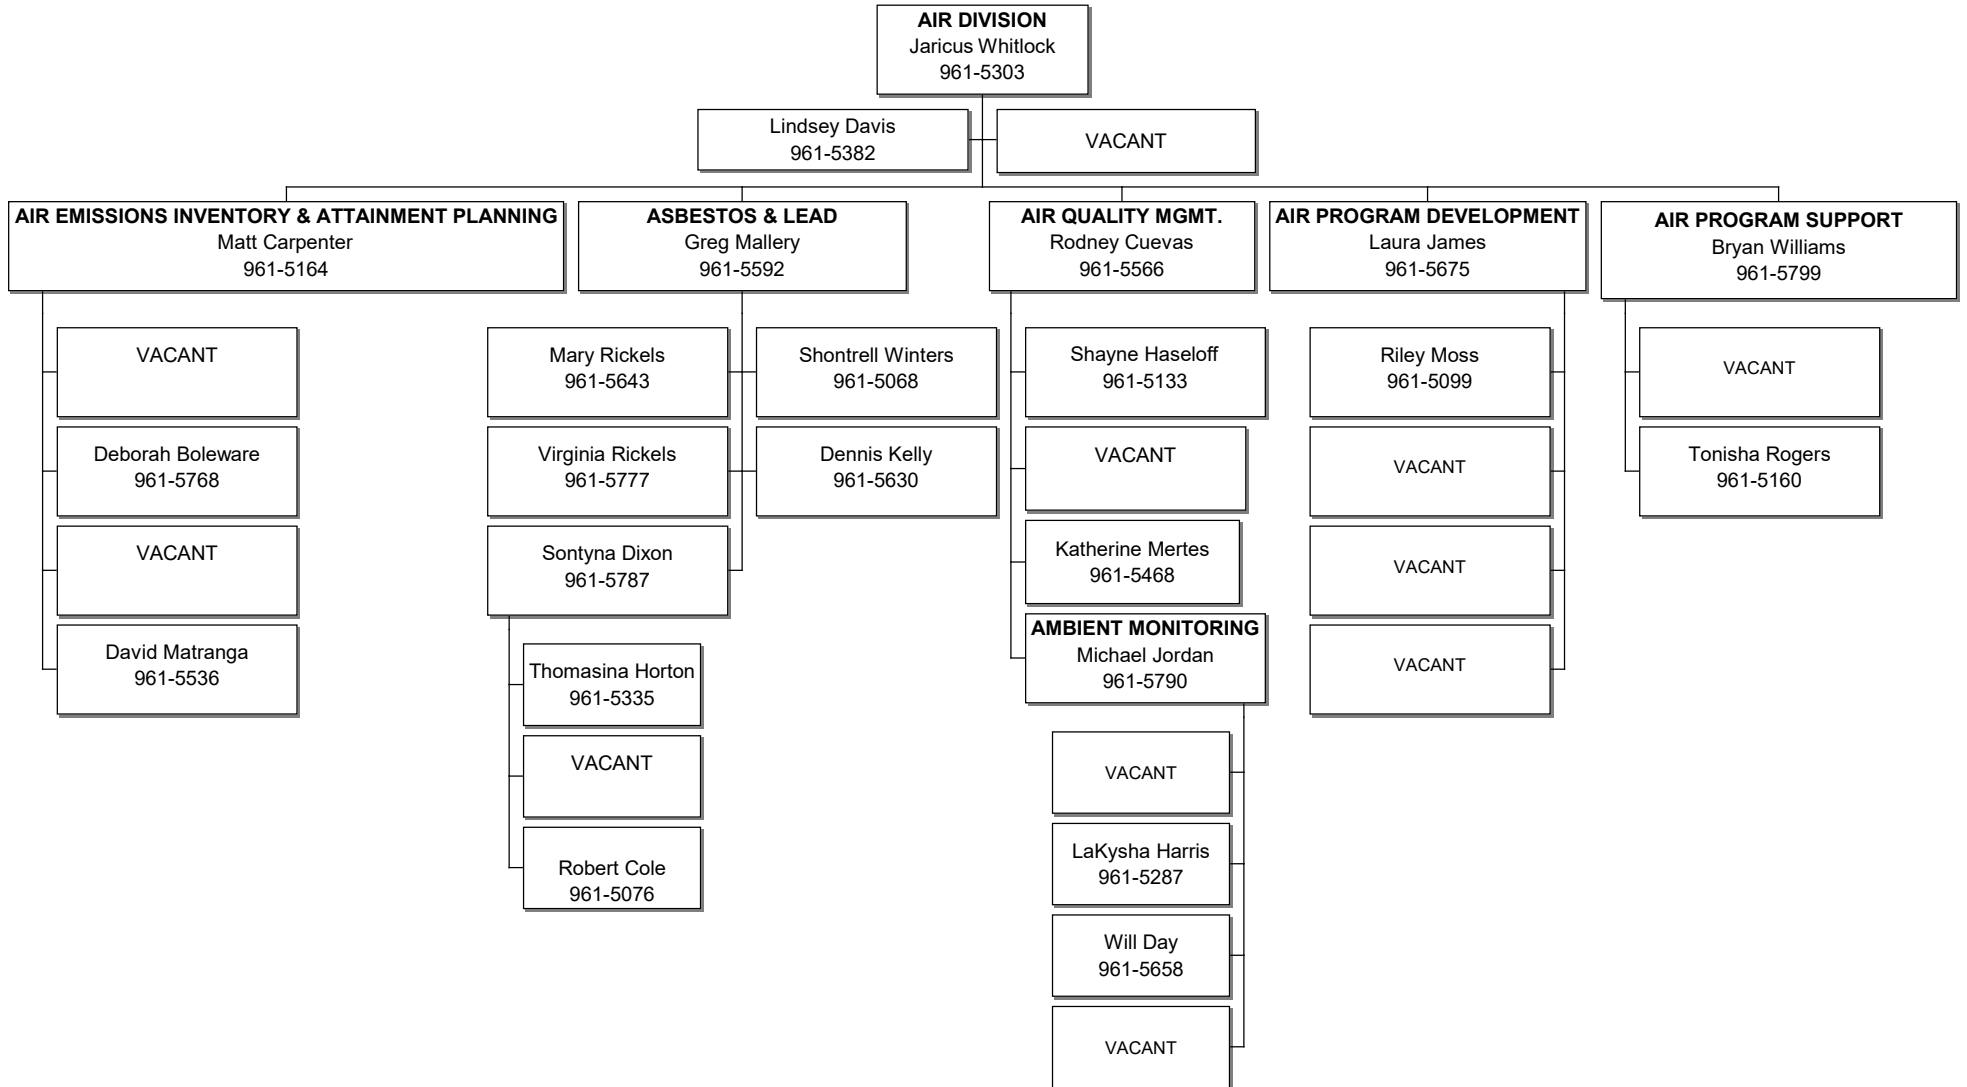 AIR DIVISION
Jaricus Whitlock
961-5303
Lindsey Davis
961-5382
VACANT
AIR EMISSIONS INVENTORY & ATTAINMENT PLANNING
Matt Carpenter
961-5164
VACANT
Deborah Boleware
961-5768
VACANT
David Matranga
961-5536
ASBESTOS & LEAD
Greg Mallery
961-5592
Mary Rickels
961-5643
Shontrell Winters
961-5068
Virginia Rickels
961-5777
Dennis Kelly
961-5630
Sontyna Dixon
961-5787
Thomasina Horton
961-5335
VACANT
Robert Cole
961-5076
AIR QUALITY MGMT.
Rodney Cuevas
961-5566
Shayne Haseloff
961-5133
VACANT
Katherine Mertes
961-5468
AMBIENT MONITORING
Michael Jordan
961-5790
VACANT
LaKysha Harris
961-5287
Will Day
961-5658
VACANT
AIR PROGRAM DEVELOPMENT
Laura James
961-5675
Riley Moss
961-5099
VACANT
VACANT
VACANT
AIR PROGRAM SUPPORT
Bryan Williams
961-5799
VACANT
Tonisha Rogers
961-5160